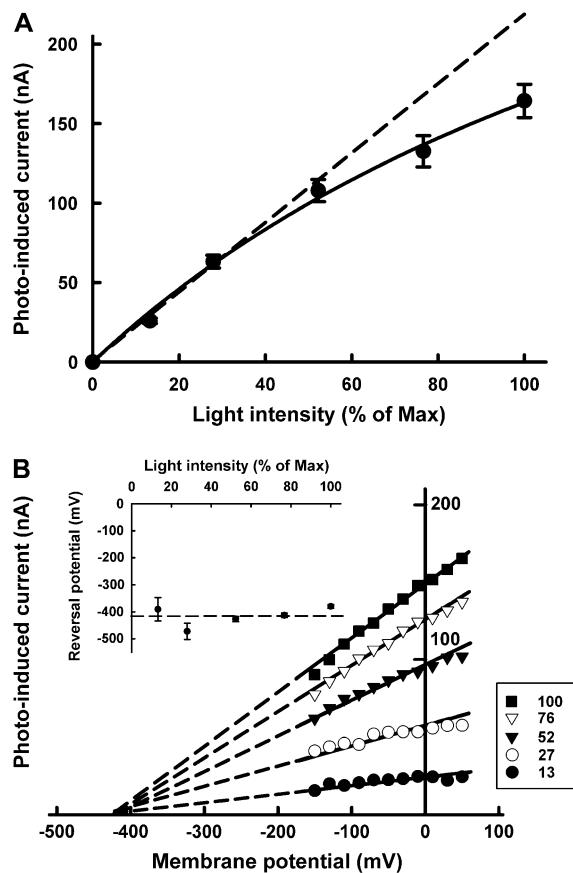 A
Photo-induced current (nA)
200
150
100
50
0
0 20 40 60 80 100
Light intensity (% of Max)
B
Photo-induced current (nA)
Light intensity (% of Max)
0 20 40 60 80 100
Reversal potential (mV)
0
-100
-200
-300
-400
-500
200
100
100
76
52
27
13
-500 -400 -300 -200 -100 0 100
Membrane potential (mV)